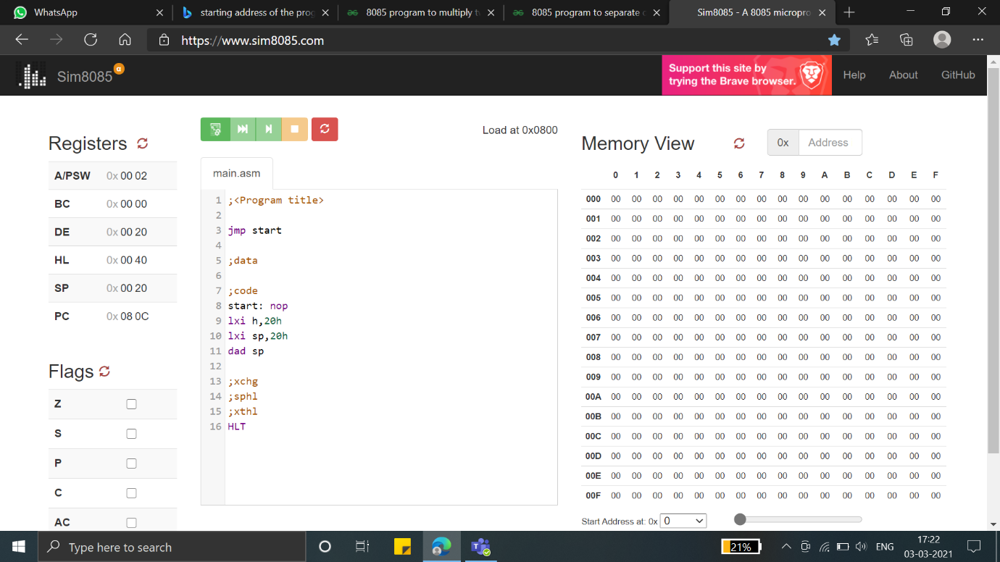 WhatsApp
starting address of the prog
8085 program to multiply tw
8085 program to separate o
Sim8085 - A 8085 micropro
https://www.sim8085.com
Sim8085 α
Support this site by
trying the Brave browser.
Help About GitHub
Registers
A/PSW 0x 00 02
BC 0x 00 00
DE 0x 00 20
HL 0x 00 40
SP 0x 00 20
PC 0x 08 0C
Flags
Z
S
P
C
AC
Load at 0x0800
main.asm
1 ;<Program title>
2
3 jmp start
4
5 ;data
6
7 ;code
8 start: nop
9 lxi h,20h
10 lxi sp,20h
11 dad sp
12
13 ;xchg
14 ;sphl
15 ;xthl
16 HLT
Memory View 0x Address
0 1 2 3 4 5 6 7 8 9 A B C D E F
000 00 00 00 00 00 00 00 00 00 00 00 00 00 00 00 00
001 00 00 00 00 00 00 00 00 00 00 00 00 00 00 00 00
002 00 00 00 00 00 00 00 00 00 00 00 00 00 00 00 00
003 00 00 00 00 00 00 00 00 00 00 00 00 00 00 00 00
004 00 00 00 00 00 00 00 00 00 00 00 00 00 00 00 00
005 00 00 00 00 00 00 00 00 00 00 00 00 00 00 00 00
006 00 00 00 00 00 00 00 00 00 00 00 00 00 00 00 00
007 00 00 00 00 00 00 00 00 00 00 00 00 00 00 00 00
008 00 00 00 00 00 00 00 00 00 00 00 00 00 00 00 00
009 00 00 00 00 00 00 00 00 00 00 00 00 00 00 00 00
00A 00 00 00 00 00 00 00 00 00 00 00 00 00 00 00 00
00B 00 00 00 00 00 00 00 00 00 00 00 00 00 00 00 00
00C 00 00 00 00 00 00 00 00 00 00 00 00 00 00 00 00
00D 00 00 00 00 00 00 00 00 00 00 00 00 00 00 00 00
00E 00 00 00 00 00 00 00 00 00 00 00 00 00 00 00 00
00F 00 00 00 00 00 00 00 00 00 00 00 00 00 00 00 00
Start Address at: 0x 0
Type here to search
21%
ENG
17:22
03-03-2021